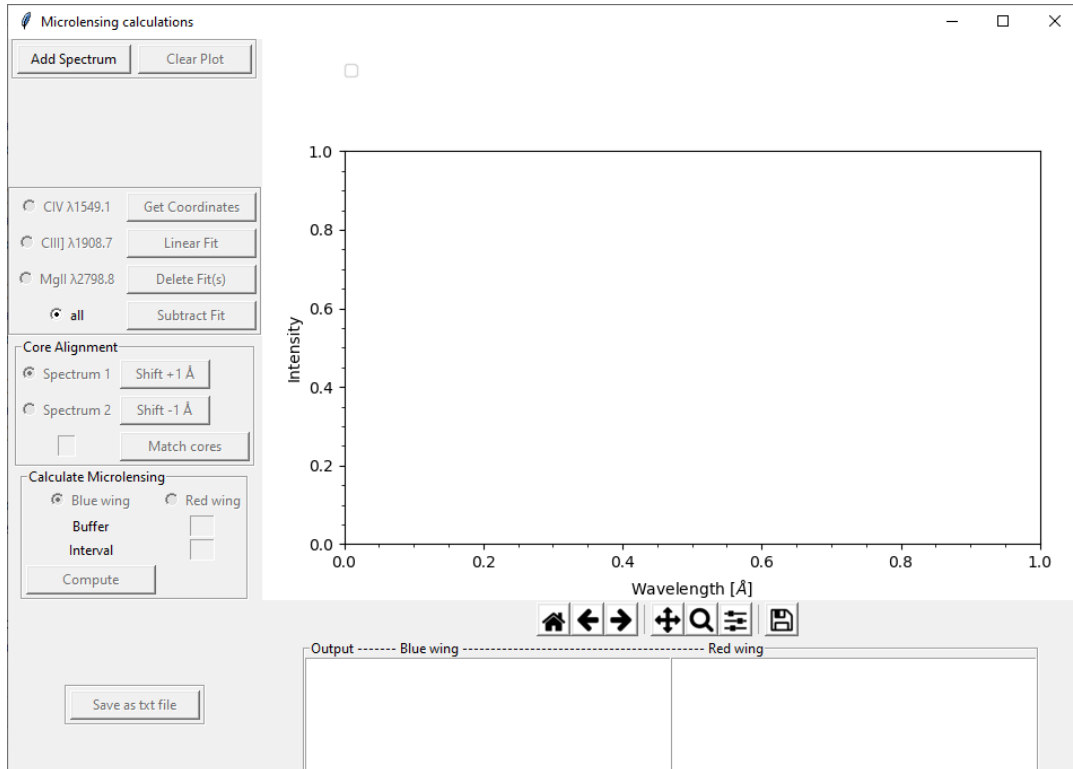 Microlensing calculations
Add Spectrum Clear Plot
CIV λ1549.1 Get Coordinates
CIII] λ1908.7 Linear Fit
MgII λ2798.8 Delete Fit(s)
all Subtract Fit
Core Alignment
Spectrum 1 Shift +1 Å
Spectrum 2 Shift -1 Å
Match cores
Calculate Microlensing
Blue wing Red wing
Buffer
Interval
Compute
Save as txt file
1.0
0.8
0.6
0.4
0.2
0.0
Intensity
0.0 0.2 0.4 0.6 0.8 1.0
Wavelength [Å]
Output ------- Blue wing ------------------------------------------- Red wing